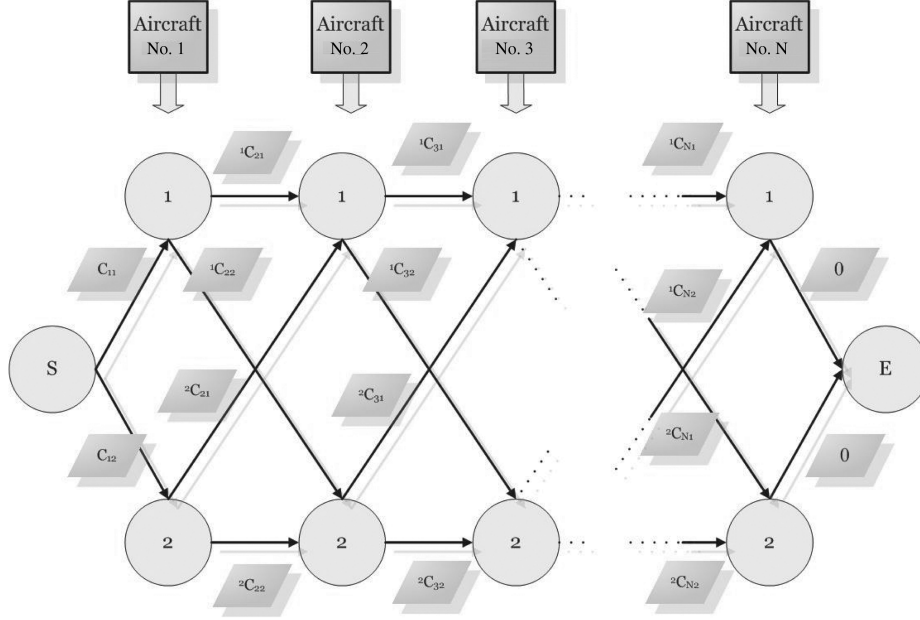 Aircraft
No. 1
Aircraft
No. 2
Aircraft
No. 3
Aircraft
No. N
¹C₂₁
¹C₃₁
¹C_N1
1
1
1
1
C₁₁
¹C₂₂
¹C₃₂
¹C_N2
0
S
E
C₁₂
²C₂₁
²C₃₁
²C_N1
0
2
2
2
2
²C₂₂
²C₃₂
²C_N2